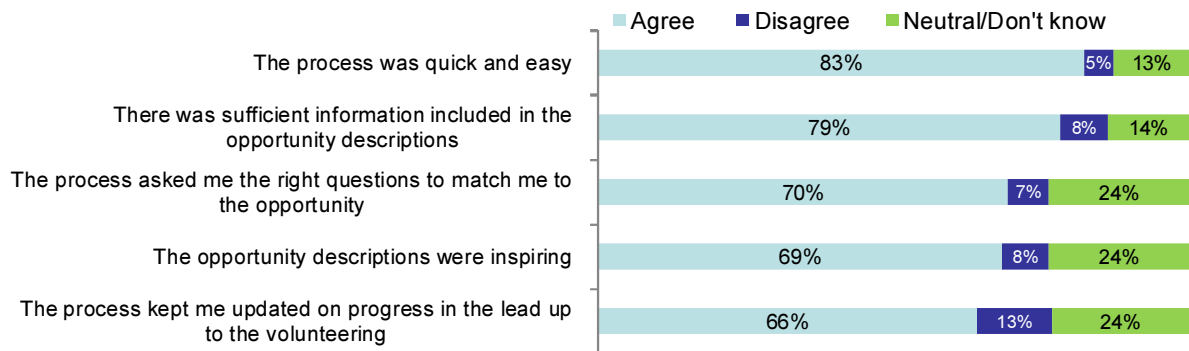 Agree Disagree Neutral/Don't know
The process was quick and easy
83% 5% 13%
There was sufficient information included in the
opportunity descriptions
79% 8% 14%
The process asked me the right questions to match me to
the opportunity
70% 7% 24%
The opportunity descriptions were inspiring
69% 8% 24%
The process kept me updated on progress in the lead up
to the volunteering
66% 13% 24%